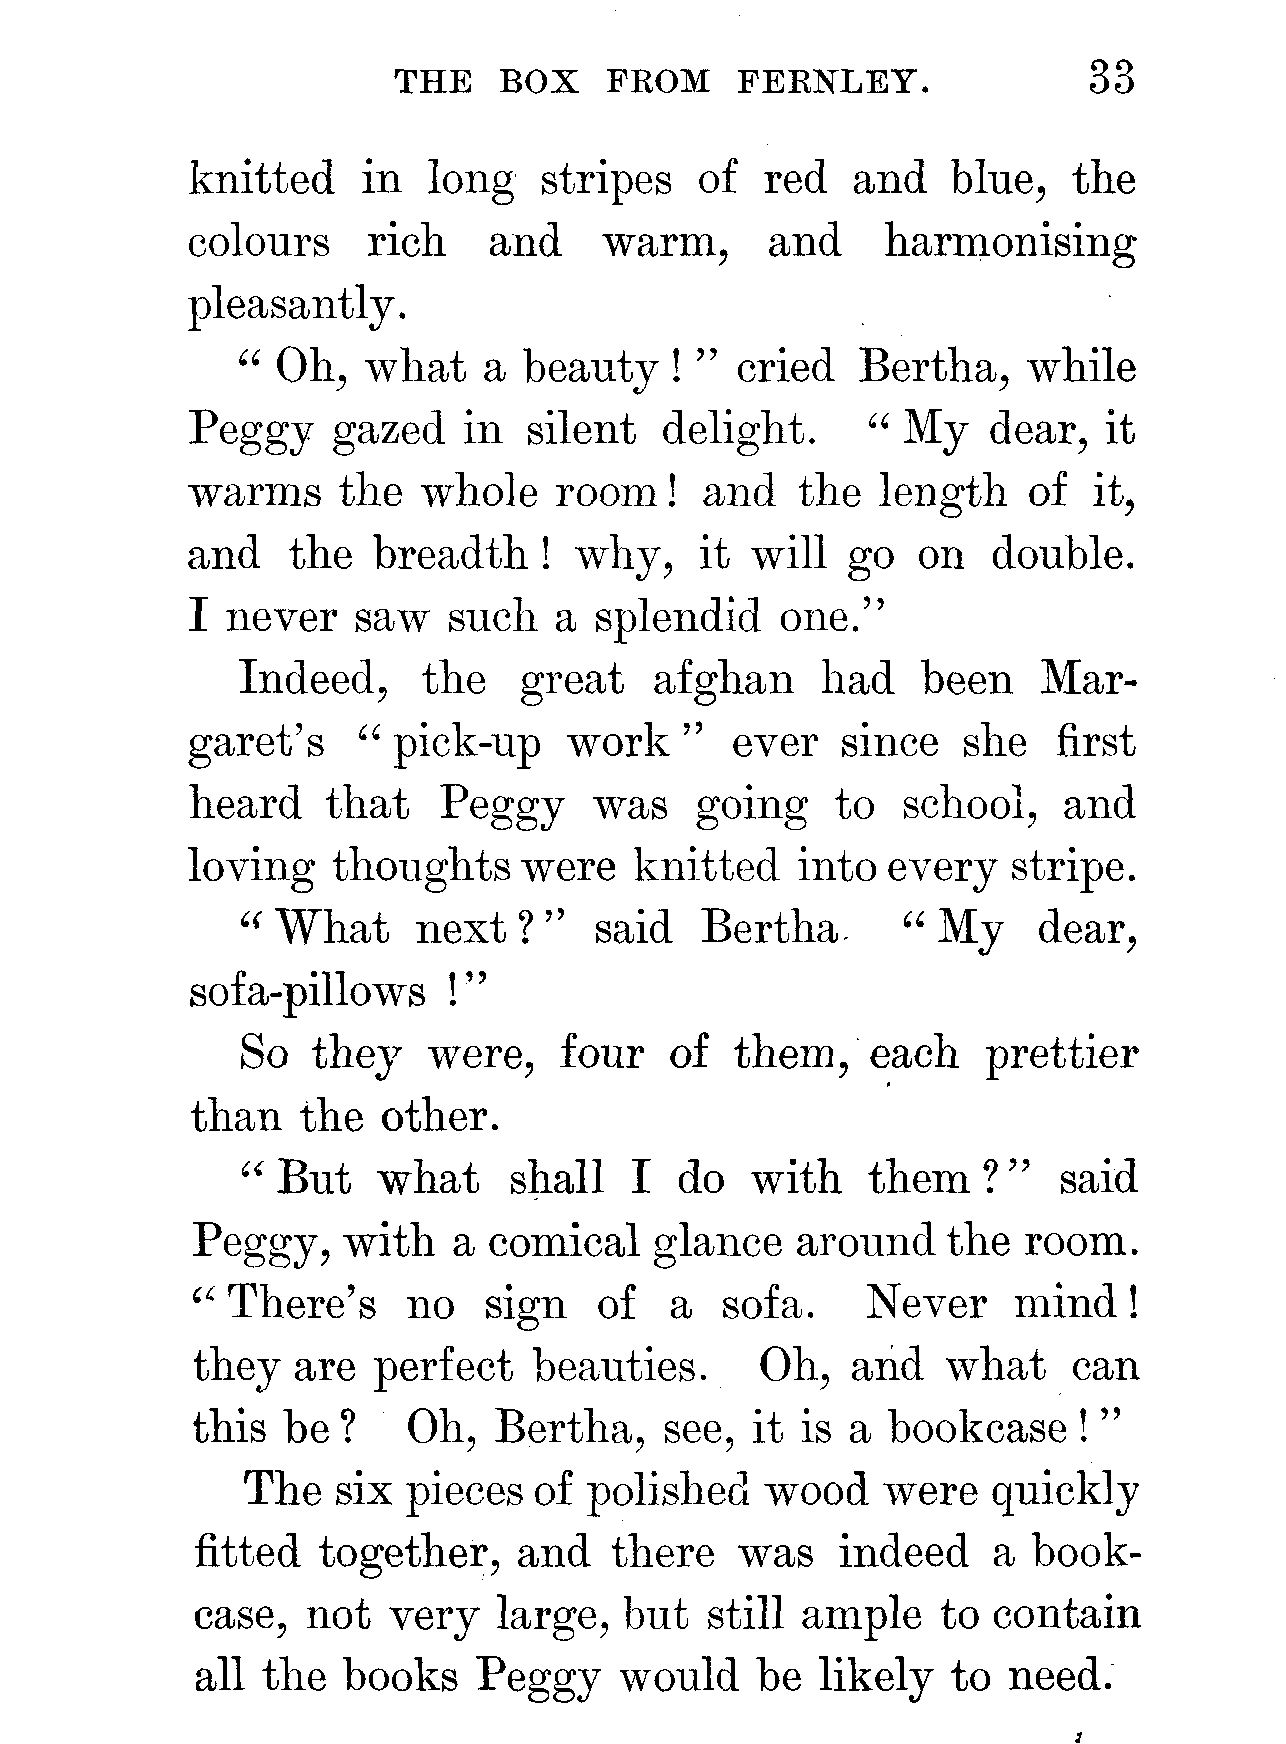 THE BOX FROM FERNLEY. 33
knitted in long stripes of red and blue, the
colours rich and warm, and harmonising
pleasantly.
“ Oh, what a beauty ! ” cried Bertha, while
Peggy gazed in silent delight. “ My dear, it
warms the whole room ! and the length of it,
and the breadth ! why, it will go on double.
I never saw such a splendid one.”
Indeed, the great afghan had been Mar-
garet’s “ pick-up work ” ever since she first
heard that Peggy was going to school, and
loving thoughts were knitted into every stripe.
“ What next ? ” said Bertha. “ My dear,
sofa-pillows ! ”
So they were, four of them, each prettier
than the other.
“ But what shall I do with them ? ” said
Peggy, with a comical glance around the room.
“ There’s no sign of a sofa. Never mind !
they are perfect beauties. Oh, and what can
this be ? Oh, Bertha, see, it is a bookcase ! ”
The six pieces of polished wood were quickly
fitted together, and there was indeed a book-
case, not very large, but still ample to contain
all the books Peggy would be likely to need.